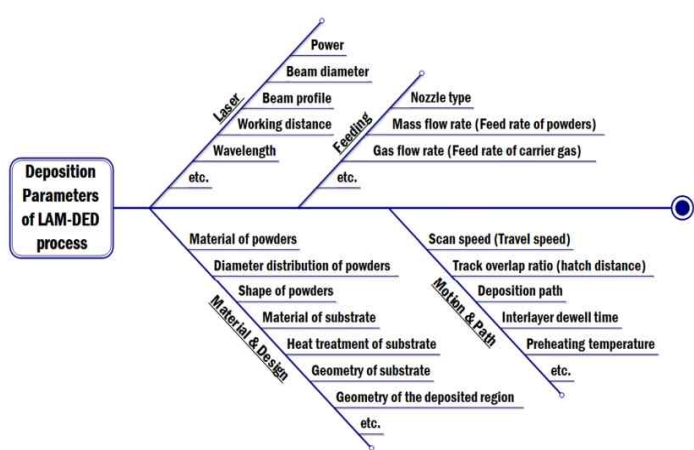 Deposition
Parameters
of LAM-DED
process
Laser
Power
Beam diameter
Beam profile
Working distance
Wavelength
etc.
Feeding
Nozzle type
Mass flow rate (Feed rate of powders)
Gas flow rate (Feed rate of carrier gas)
etc.
Material & Design
Material of powders
Diameter distribution of powders
Shape of powders
Material of substrate
Heat treatment of substrate
Geometry of substrate
Geometry of the deposited region
etc.
Motion & Path
Scan speed (Travel speed)
Track overlap ratio (hatch distance)
Deposition path
Interlayer dewell time
Preheating temperature
etc.